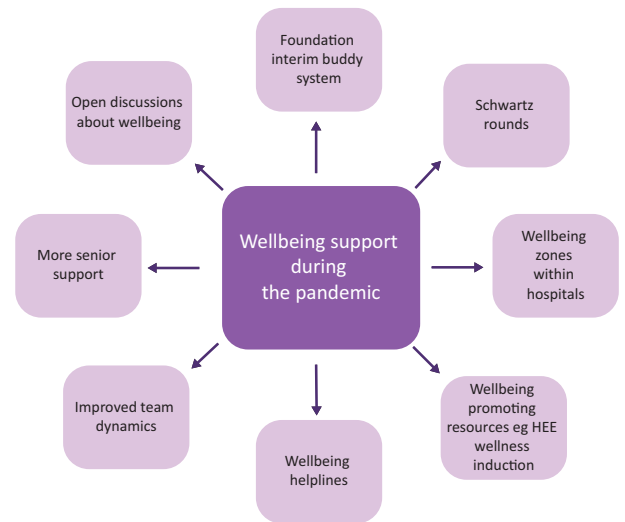 Foundation
interim buddy
system
Open discussions
about wellbeing
Schwartz
rounds
Wellbeing support
during
the pandemic
More senior
support
Wellbeing
zones
within
hospitals
Improved team
dynamics
Wellbeing
promoting
resources eg HEE
wellness
induction
Wellbeing
helplines